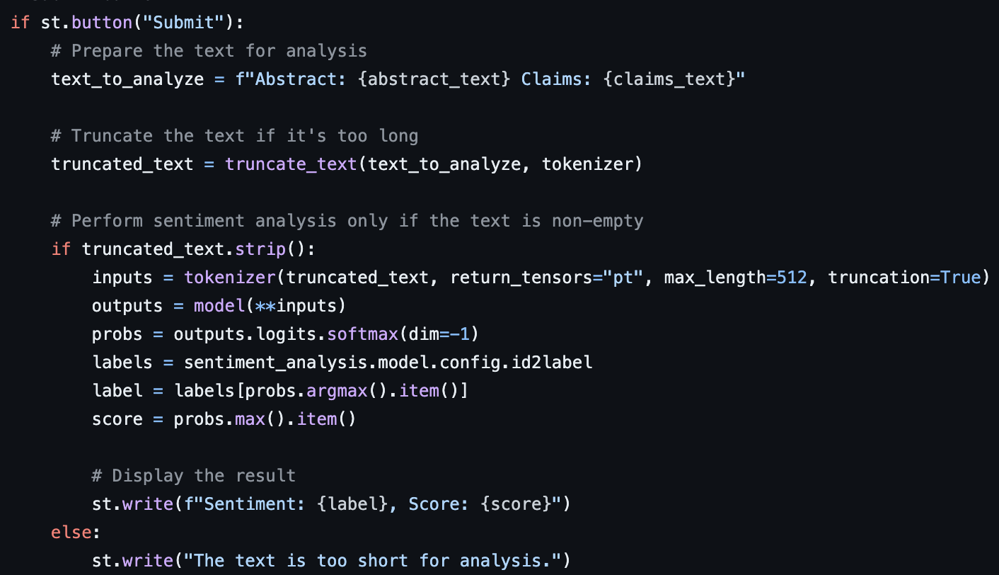 if st.button("Submit"):
    # Prepare the text for analysis
    text_to_analyze = f"Abstract: {abstract_text} Claims: {claims_text}"
    # Truncate the text if it's too long
    truncated_text = truncate_text(text_to_analyze, tokenizer)
    # Perform sentiment analysis only if the text is non-empty
    if truncated_text.strip():
        inputs = tokenizer(truncated_text, return_tensors="pt", max_length=512, truncation=True)
        outputs = model(**inputs)
        probs = outputs.logits.softmax(dim=-1)
        labels = sentiment_analysis.model.config.id2label
        label = labels[probs.argmax().item()]
        score = probs.max().item()
        # Display the result
        st.write(f"Sentiment: {label}, Score: {score}")
    else:
        st.write("The text is too short for analysis.")